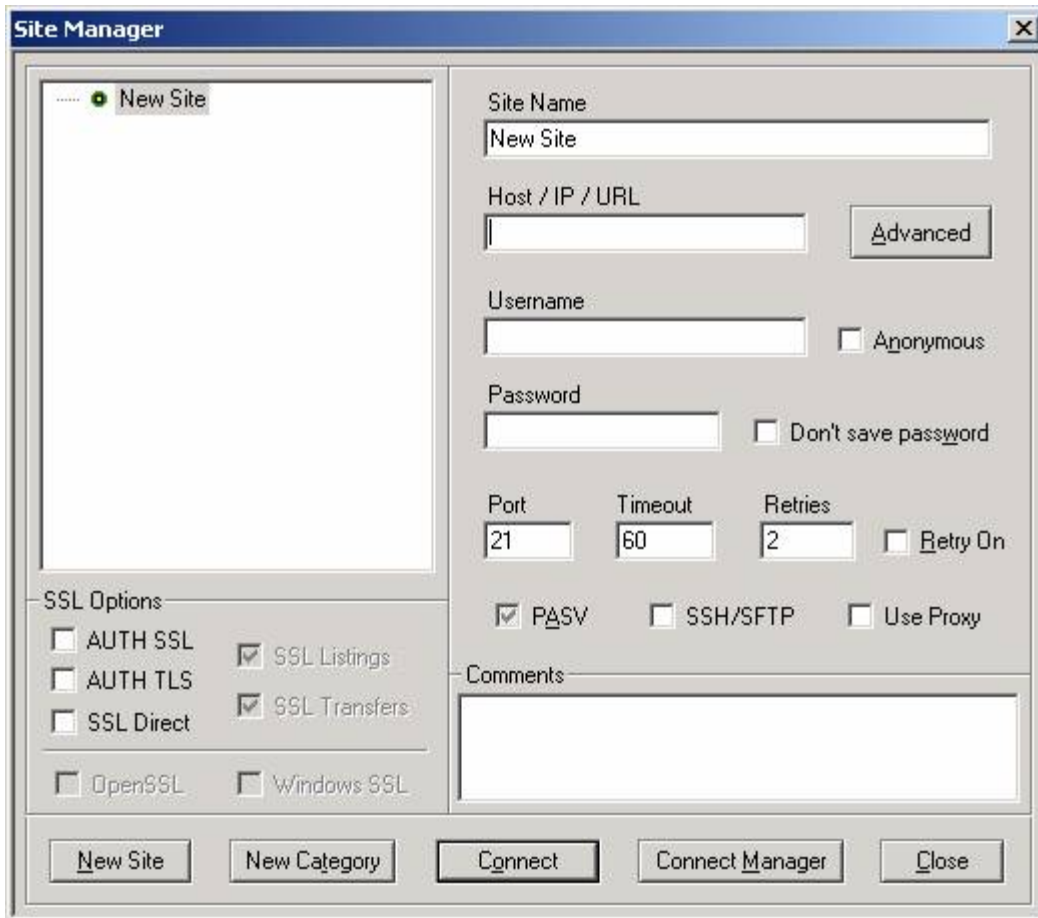 Site Manager
New Site
Site Name
New Site
Host / IP / URL
Advanced
Username
Anonymous
Password
Don't save password
Port Timeout Retries
21 60 2 Retry On
PASV SSH/SFTP Use Proxy
SSL Options
AUTH SSL
SSL Listings
AUTH TLS
SSL Transfers
SSL Direct
OpenSSL Windows SSL
Comments
New Site New Category Connect Connect Manager Close